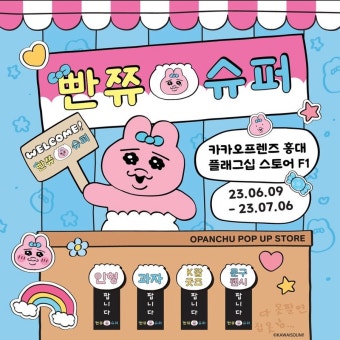 빤쮸 슈퍼
WELCOME!
빤쮸 슈퍼
카카오프렌즈 홍대
플래그십 스토어 F1
23.06.09
- 23.07.06
OPANCHU POP UP STORE
인형 팝니다
과자 팝니다
K팝 굿즈 팝니다
문구 팬시 팝니다
©KAWAISOUNI!